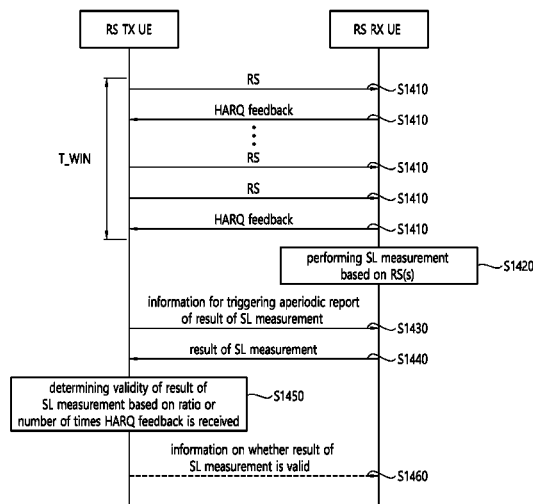 RS TX UE
RS RX UE
RS
S1410
HARQ feedback
S1410
T_WIN
RS
S1410
RS
S1410
HARQ feedback
S1410
performing SL measurement
based on RS(s)
S1420
information for triggering aperiodic report
of result of SL measurement
S1430
result of SL measurement
S1440
determining validity of result of
SL measurement based on ratio or
number of times HARQ feedback is received
S1450
information on whether result of
SL measurement is valid
S1460